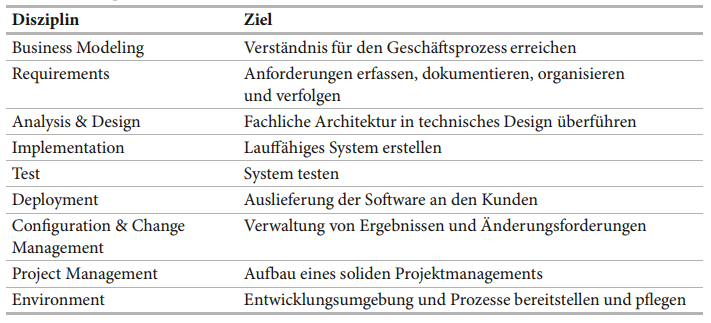 Disziplin Ziel
Business Modeling Verständnis für den Geschäftsprozess erreichen
Requirements Anforderungen erfassen, dokumentieren, organisieren
und verfolgen
Analysis & Design Fachliche Architektur in technisches Design überführen
Implementation Lauffähiges System erstellen
Test System testen
Deployment Auslieferung der Software an den Kunden
Configuration & Change Verwaltung von Ergebnissen und Änderungsforderungen
Management
Project Management Aufbau eines soliden Projektmanagements
Environment Entwicklungsumgebung und Prozesse bereitstellen und pflegen